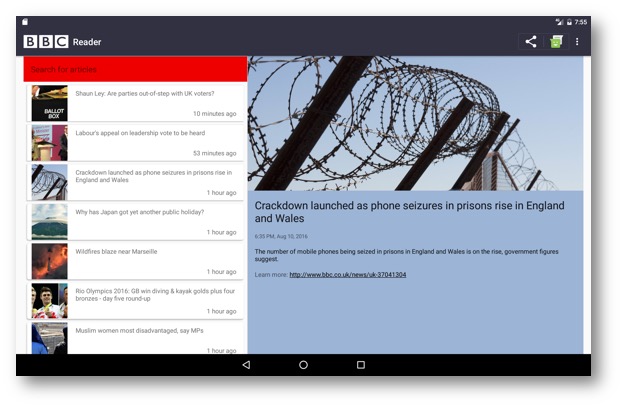 7:55
BBC Reader
Search for articles
Shaun Ley: Are parties out-of-step with UK voters?
BALLOT
BOX
10 minutes ago
Labour's appeal on leadership vote to be heard
53 minutes ago
Crackdown launched as phone seizures in prisons rise in
England and Wales
1 hour ago
Why has Japan got yet another public holiday?
1 hour ago
Wildfires blaze near Marseille
1 hour ago
Rio Olympics 2016: GB win diving & kayak golds plus four
bronzes - day five round-up
1 hour ago
Muslim women most disadvantaged, say MPs
1 hour ago
Crackdown launched as phone seizures in prisons rise in England
and Wales
6:35 PM, Aug 10, 2016
The number of mobile phones being seized in prisons in England and Wales is on the rise, government figures
suggest.
Learn more: http://www.bbc.co.uk/news/uk-37041304